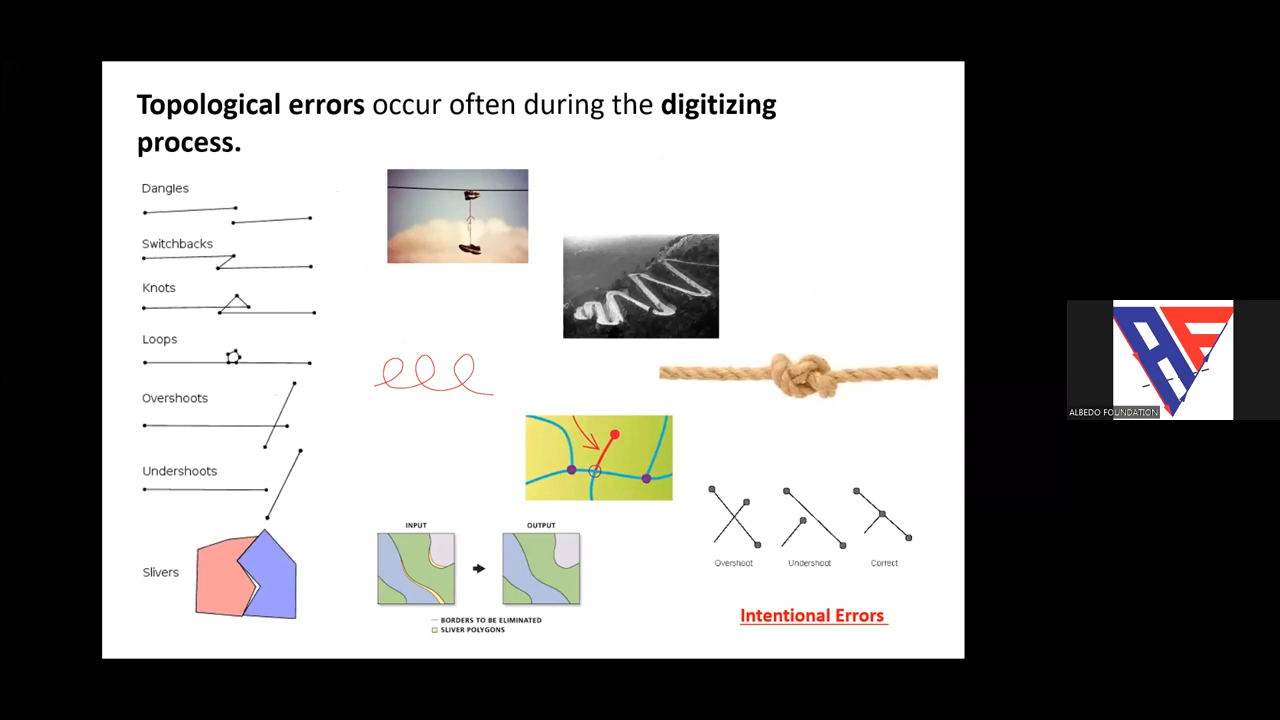 Topological errors occur often during the digitizing
process.
Dangles
Switchbacks
Knots
Loops
Overshoots
Undershoots
Slivers
INPUT
OUTPUT
BORDERS TO BE ELIMINATED
SLIVER POLYGONS
Overshoot
Undershoot
Correct
Intentional Errors
AF
ALBEDO FOUNDATION